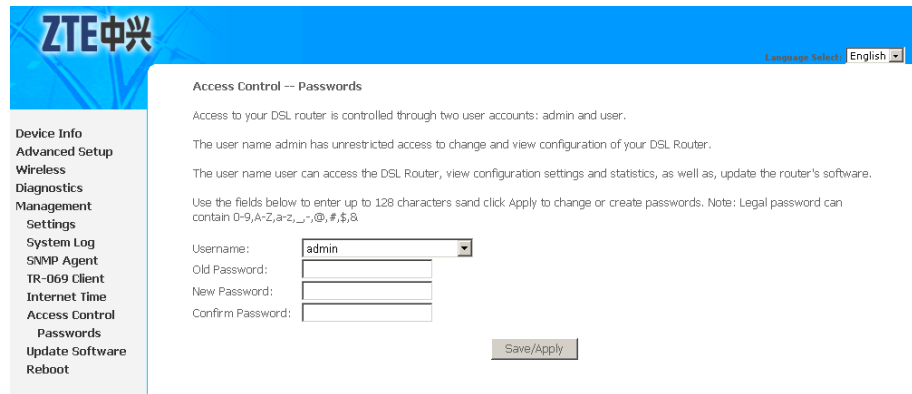 ZTE中兴
Language Select: English
Access Control -- Passwords
Access to your DSL router is controlled through two user accounts: admin and user.
The user name admin has unrestricted access to change and view configuration of your DSL Router.
The user name user can access the DSL Router, view configuration settings and statistics, as well as, update the router's software.
Use the fields below to enter up to 128 characters sand click Apply to change or create passwords. Note: Legal password can
contain 0-9,A-Z,a-z,_,-,@,#,$,&
Username: admin
Old Password:
New Password:
Confirm Password:
Save/Apply
Device Info
Advanced Setup
Wireless
Diagnostics
Management
Settings
System Log
SNMP Agent
TR-069 Client
Internet Time
Access Control
Passwords
Update Software
Reboot